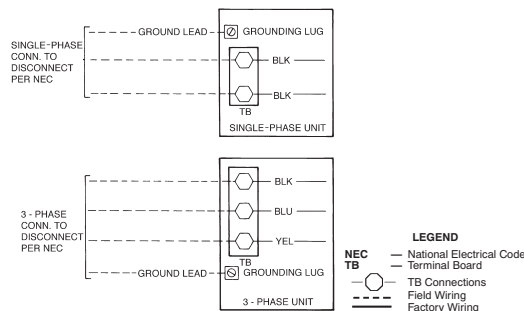 GROUND LEAD
GROUNDING LUG
SINGLE-PHASE
CONN. TO
DISCONNECT
PER NEC
BLK
BLK
TB
SINGLE-PHASE UNIT
3 - PHASE
CONN. TO
DISCONNECT
PER NEC
BLK
BLU
YEL
TB
GROUND LEAD
GROUNDING LUG
3 - PHASE UNIT
LEGEND
NEC — National Electrical Code
TB — Terminal Board
TB Connections
Field Wiring
Factory Wiring